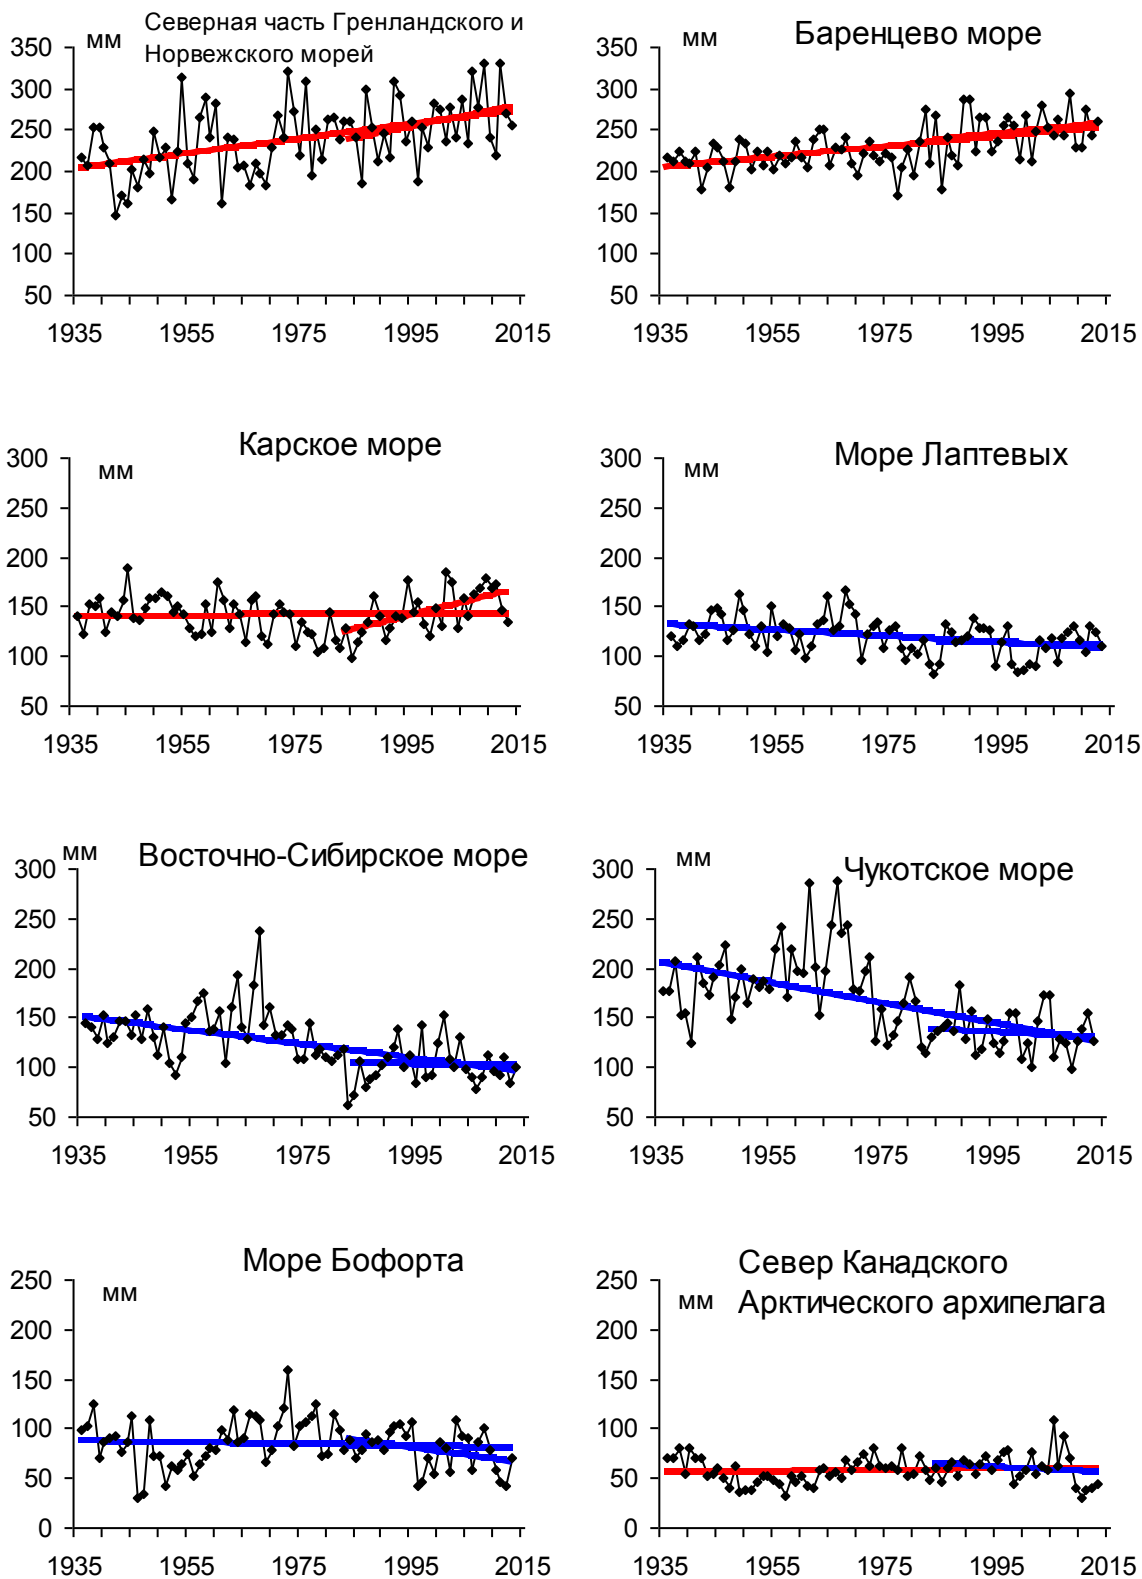 Северная часть Гренландского и
Норвежского морей
мм
350
300
250
200
150
100
50
1935 1955 1975 1995 2015
Баренцево море
мм
350
300
250
200
150
100
50
1935 1955 1975 1995 2015
Карское море
мм
300
250
200
150
100
50
1935 1955 1975 1995 2015
Море Лаптевых
мм
300
250
200
150
100
50
1935 1955 1975 1995 2015
Восточно-Сибирское море
мм
300
250
200
150
100
50
1935 1955 1975 1995 2015
Чукотское море
мм
300
250
200
150
100
50
1935 1955 1975 1995 2015
Море Бофорта
мм
250
200
150
100
50
0
1935 1955 1975 1995 2015
Север Канадского
Арктического архипелага
мм
250
200
150
100
50
0
1935 1955 1975 1995 2015